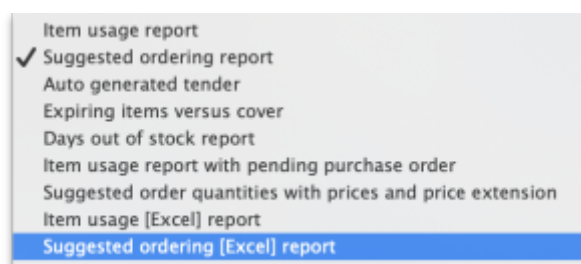 Item usage report
Suggested ordering report
Auto generated tender
Expiring items versus cover
Days out of stock report
Item usage report with pending purchase order
Suggested order quantities with prices and price extension
Item usage [Excel] report
Suggested ordering [Excel] report